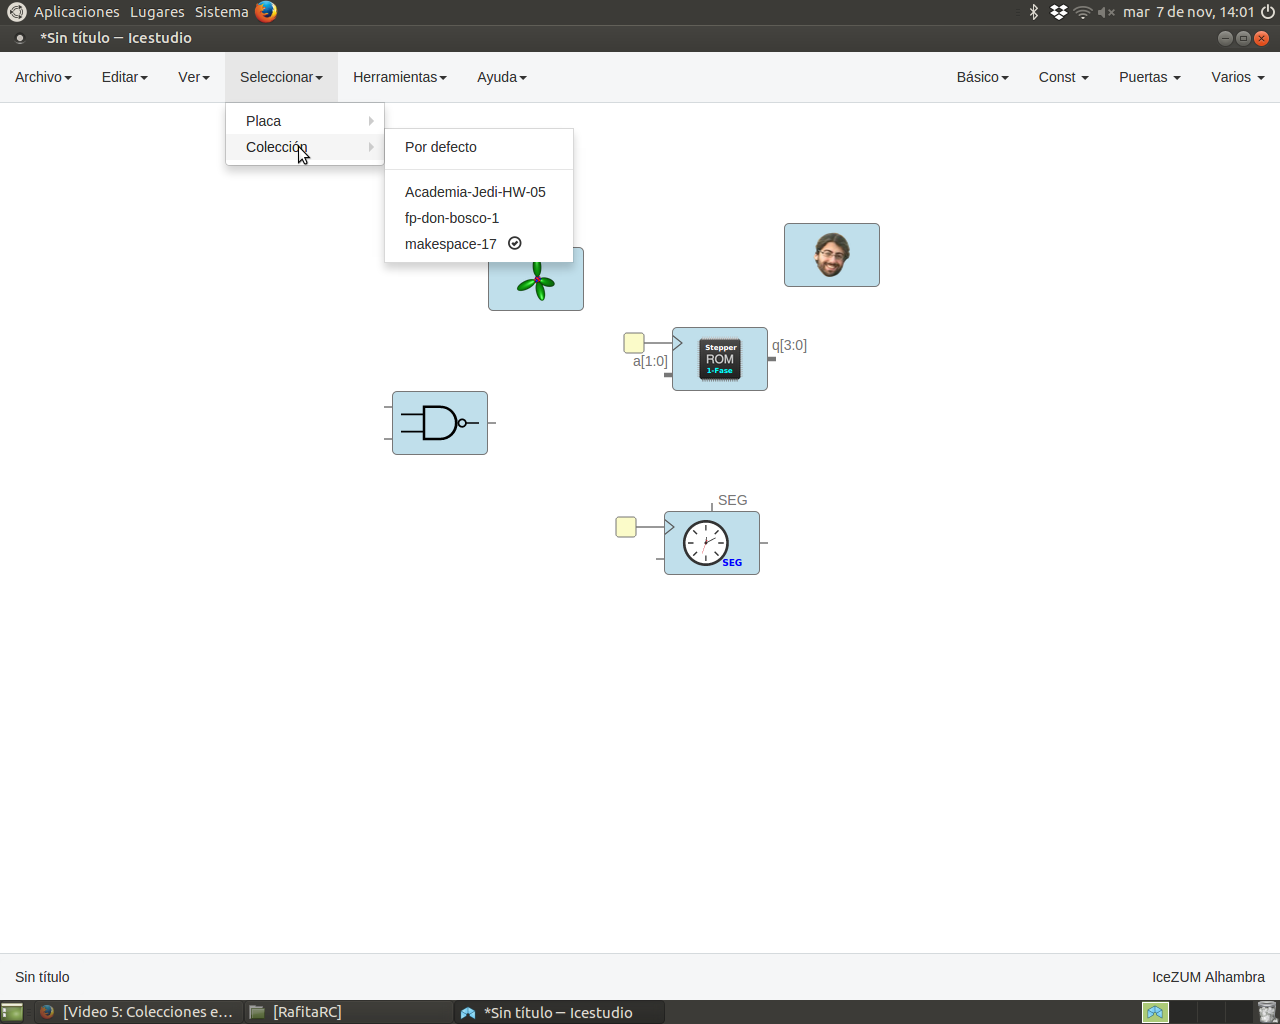 Aplicaciones Lugares Sistema mar 7 de nov, 14:01
*Sin título — Icestudio
Archivo Editar Ver Seleccionar Herramientas Ayuda Básico Const Puertas Varios
Placa
Colección
Por defecto
Academia-Jedi-HW-05
fp-don-bosco-1
makespace-17
a[1:0]
Stepper
ROM
1-Fase
q[3:0]
SEG
SEG
Sin título IceZUM Alhambra
[Video 5: Colecciones e... [RafitaRC] *Sin título — Icestudio